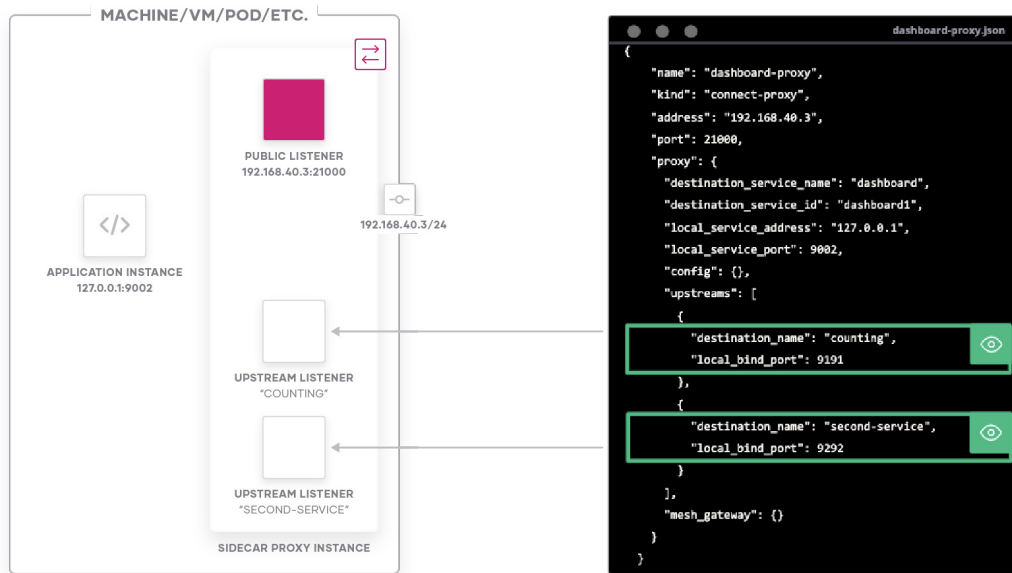 MACHINE/VM/POD/ETC.
PUBLIC LISTENER
192.168.40.3:21000
192.168.40.3/24
</>
APPLICATION INSTANCE
127.0.0.1:9002
UPSTREAM LISTENER
“COUNTING”
UPSTREAM LISTENER
“SECOND-SERVICE”
SIDECAR PROXY INSTANCE
dashboard-proxy.json
{
"name": "dashboard-proxy",
"kind": "connect-proxy",
"address": "192.168.40.3",
"port": 21000,
"proxy": {
"destination_service_name": "dashboard",
"destination_service_id": "dashboard1",
"local_service_address": "127.0.0.1",
"local_service_port": 9002,
"config": {},
"upstreams": [
{
"destination_name": "counting",
"local_bind_port": 9191
},
{
"destination_name": "second-service",
"local_bind_port": 9292
}
],
"mesh_gateway": {}
}
}